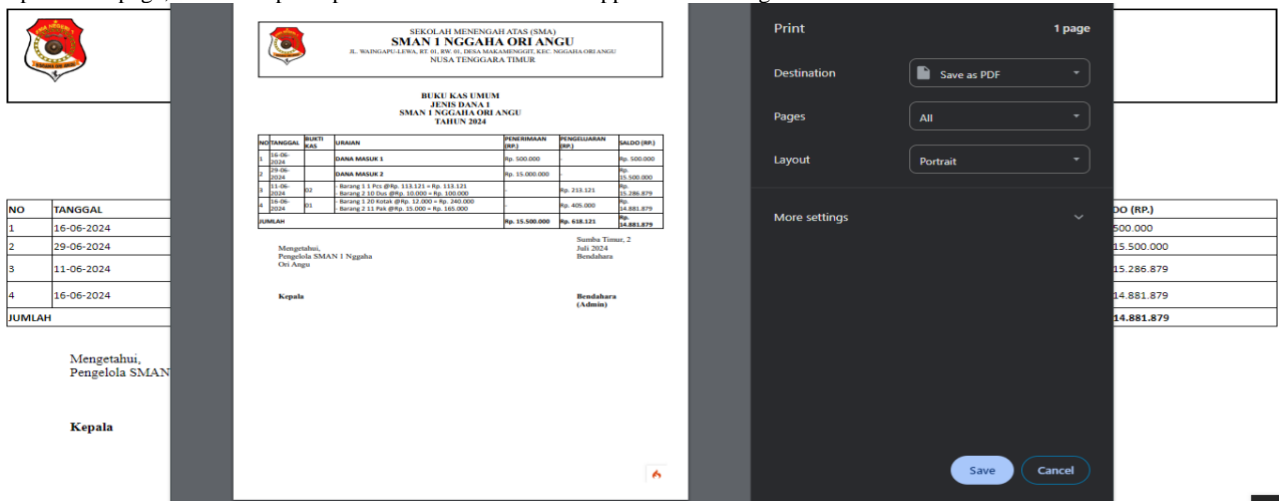 SEKOLAH MENENGAH ATAS (SMA)
SMAN 1 NGGAHA ORI ANGU
JL. WAINGAPU-LEWA, RT. 01, RW. 01, DESA MAKAMENGGIT, KEC. NGGAHA ORI ANGU
NUSA TENGGARA TIMUR
BUKU KAS UMUM
JENIS DANA 1
SMAN 1 NGGAHA ORI ANGU
TAHUN 2024
NO TANGGAL BUKTI KAS URAIAN PENERIMAAN (RP.) PENGELUARAN (RP.) SALDO (RP.)
1 16-06-2024 DANA MASUK 1 Rp. 500.000 - Rp. 500.000
2 29-06-2024 DANA MASUK 2 Rp. 15.000.000 - Rp. 15.500.000
3 11-06-2024 02 - Barang 1 1 Pcs @Rp. 113.121 = Rp. 113.121
- Barang 2 10 Dus @Rp. 10.000 = Rp. 100.000 - Rp. 213.121 Rp. 15.286.879
4 16-06-2024 01 - Barang 1 20 Kotak @Rp. 12.000 = Rp. 240.000
- Barang 2 11 Pak @Rp. 15.000 = Rp. 165.000 - Rp. 405.000 Rp. 14.881.879
JUMLAH Rp. 15.500.000 Rp. 618.121 Rp. 14.881.879
Mengetahui,
Pengelola SMAN 1 Nggaha
Ori Angu
Kepala
Sumba Timur, 2
Juli 2024
Bendahara
Bendahara
(Admin)
Print 1 page
Destination Save as PDF
Pages All
Layout Portrait
More settings
Save Cancel
NO TANGGAL
1 16-06-2024
2 29-06-2024
3 11-06-2024
4 16-06-2024
JUMLAH
Mengetahui,
Pengelola SMAN
Kepala
DO (RP.)
500.000
15.500.000
15.286.879
14.881.879
14.881.879